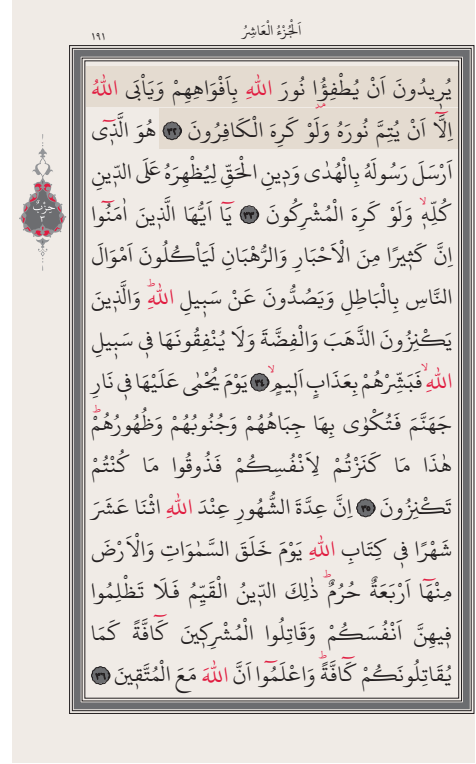 اَلْجُزْءُ الْعَاشِرُ
١٩١
يُرٖيدُونَ اَنْ يُطْفِؤُ۫ا نُورَ اللّٰهِ بِاَفْوَاهِهِمْ وَيَأْبَى اللّٰهُ
اِلَّٓا اَنْ يُتِمَّ نُورَهُ وَلَوْ كَرِهَ الْكَافِرُونَ ﴿٣٢﴾ هُوَ الَّذٖٓى
اَرْسَلَ رَسُولَهُ بِالْهُدٰى وَدٖينِ الْحَقِّ لِيُظْهِرَهُ عَلَى الدّٖينِ
كُلِّهٖۙ وَلَوْ كَرِهَ الْمُشْرِكُونَ ﴿٣٣﴾ يَٓا اَيُّهَا الَّذٖينَ اٰمَنُٓوا
اِنَّ كَثٖيرًا مِنَ الْاَحْبَارِ وَالرُّهْبَانِ لَيَأْكُلُونَ اَمْوَالَ
النَّاسِ بِالْبَاطِلِ وَيَصُدُّونَ عَنْ سَبٖيلِ اللّٰهِؕ وَالَّذٖينَ
يَكْنِزُونَ الذَّهَبَ وَالْفِضَّةَ وَلَا يُنْفِقُونَهَا فٖى سَبٖيلِ
اللّٰهِۙ فَبَشِّرْهُمْ بِعَذَابٍ اَلٖيمٍۙ ﴿٣٤﴾ يَوْمَ يُحْمٰى عَلَيْهَا فٖى نَارِ
جَهَنَّمَ فَتُكْوٰى بِهَا جِبَاهُهُمْ وَجُنُوبُهُمْ وَظُهُورُهُمْؕ
هٰذَا مَا كَنَزْتُمْ لِاَنْفُسِكُمْ فَذُوقُوا مَا كُنْتُمْ
تَكْنِزُونَ ﴿٣٥﴾ اِنَّ عِدَّةَ الشُّهُورِ عِنْدَ اللّٰهِ اثْنَا عَشَرَ
شَهْرًا فٖى كِتَابِ اللّٰهِ يَوْمَ خَلَقَ السَّمٰوَاتِ وَالْاَرْضَ
مِنْهَٓا اَرْبَعَةٌ حُرُمٌؕ ذٰلِكَ الدّٖينُ الْقَيِّمُ فَلَا تَظْلِمُوا
فٖيهِنَّ اَنْفُسَكُمْ وَقَاتِلُوا الْمُشْرِكٖينَ كَٓافَّةً كَمَا
يُقَاتِلُونَكُمْ كَٓافَّةًؕ وَاعْلَمُٓوا اَنَّ اللّٰهَ مَعَ الْمُتَّقٖينَ ﴿٣٦﴾
حِزْبٌ
٢